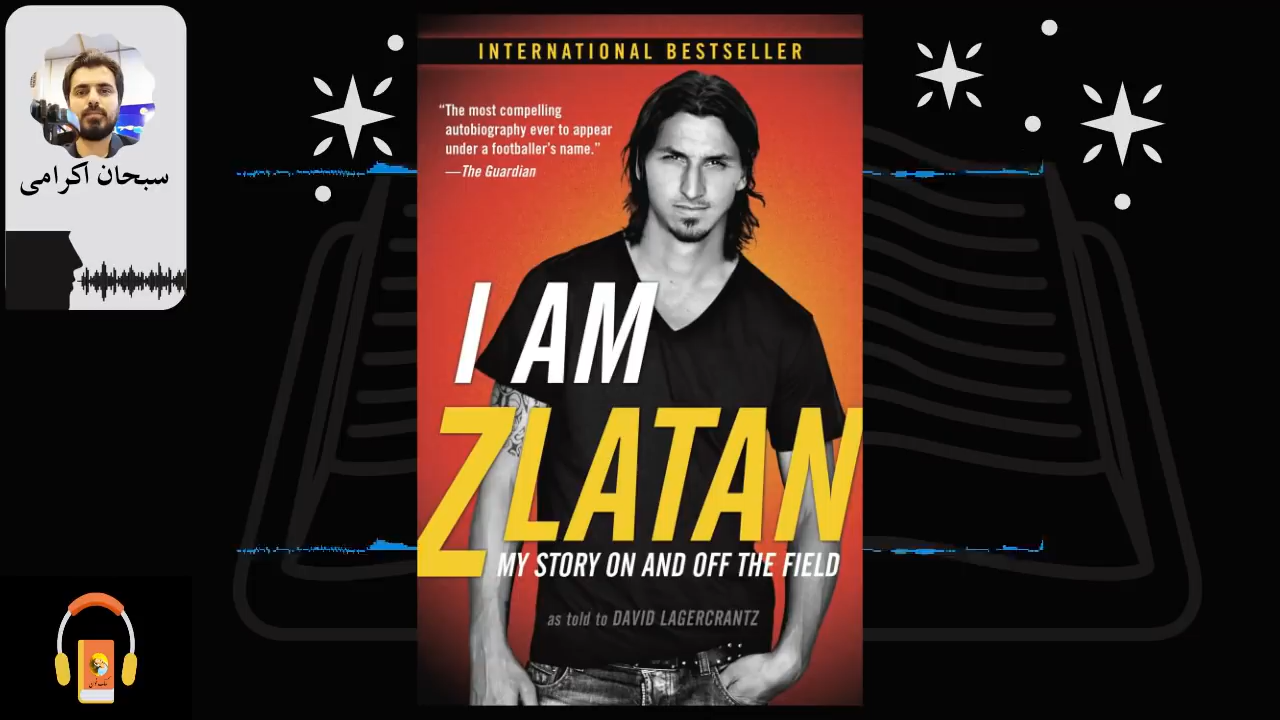 سبحان اکرامی
INTERNATIONAL BESTSELLER
“The most compelling
autobiography ever to appear
under a footballer’s name.”
—The Guardian
I AM
ZLATAN
MY STORY ON AND OFF THE FIELD
as told to DAVID LAGERCRANTZ